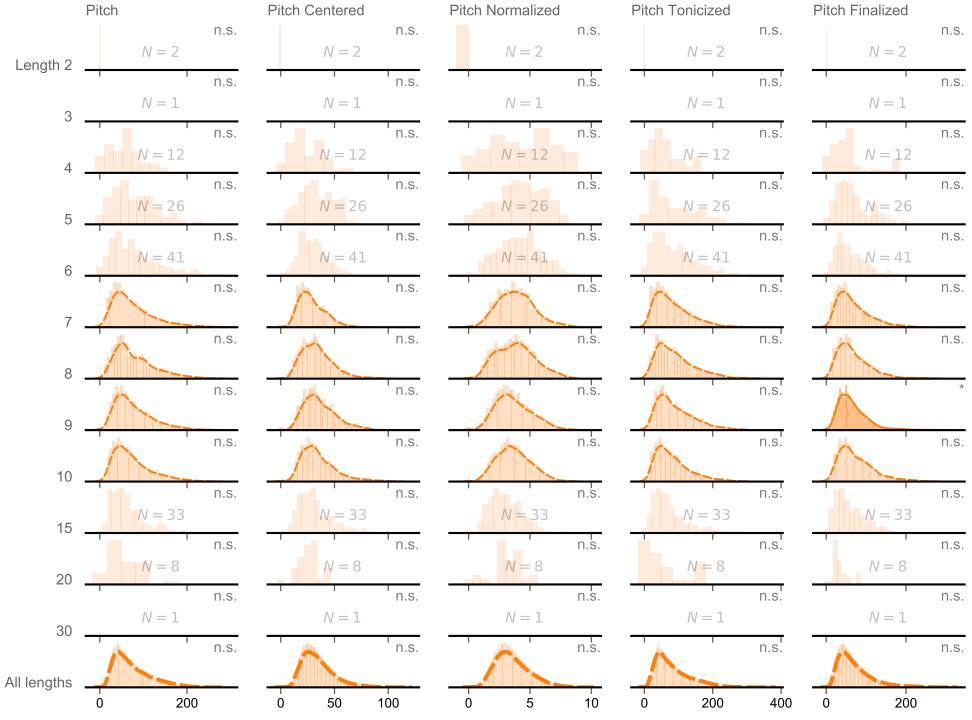 Pitch Pitch Centered Pitch Normalized Pitch Tonicized Pitch Finalized
n.s. n.s. n.s. n.s. n.s.
Length 2 N = 2 N = 2 N = 2 N = 2 N = 2
n.s. n.s. n.s. n.s. n.s.
3 N = 1 N = 1 N = 1 N = 1 N = 1
n.s. n.s. n.s. n.s. n.s.
4 N = 12 N = 12 N = 12 N = 12 N = 12
n.s. n.s. n.s. n.s. n.s.
5 N = 26 N = 26 N = 26 N = 26 N = 26
n.s. n.s. n.s. n.s. n.s.
6 N = 41 N = 41 N = 41 N = 41 N = 41
n.s. n.s. n.s. n.s. n.s.
7
n.s. n.s. n.s. n.s. n.s.
8
n.s. n.s. n.s. n.s. *
9
n.s. n.s. n.s. n.s. n.s.
10
n.s. n.s. n.s. n.s. n.s.
15 N = 33 N = 33 N = 33 N = 33 N = 33
n.s. n.s. n.s. n.s. n.s.
20 N = 8 N = 8 N = 8 N = 8 N = 8
n.s. n.s. n.s. n.s. n.s.
30 N = 1 N = 1 N = 1 N = 1 N = 1
n.s. n.s. n.s. n.s. n.s.
All lengths
0 200 0 50 100 0 5 10 0 200 400 0 200